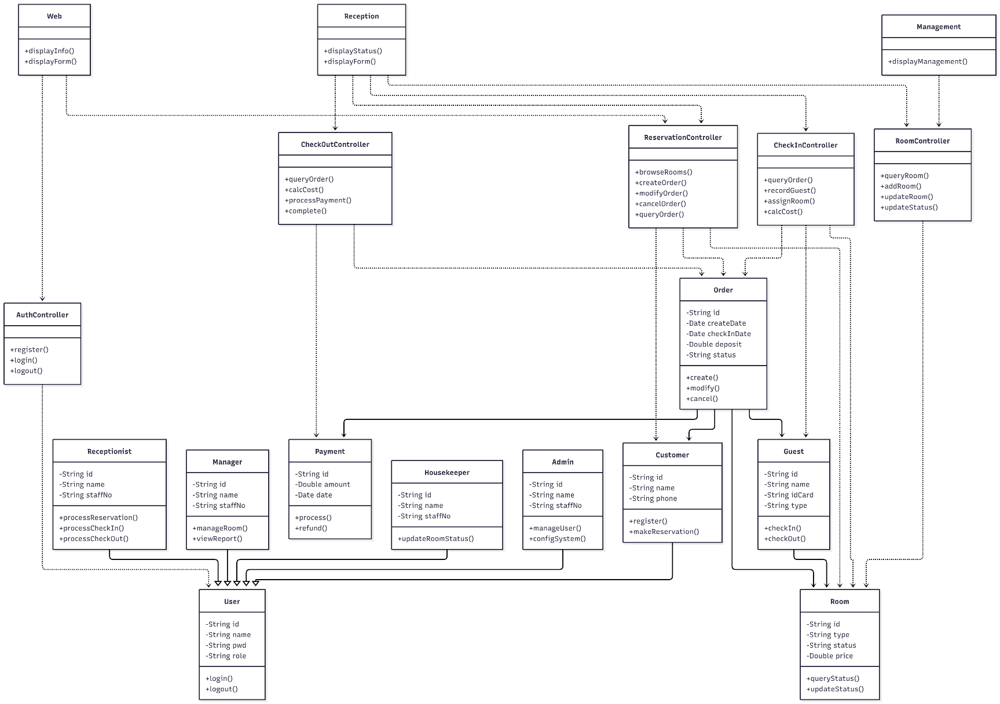 Web
+displayInfo()
+displayForm()
Reception
+displayStatus()
+displayForm()
Management
+displayManagement()
CheckOutController
+queryOrder()
+calcCost()
+processPayment()
+complete()
ReservationController
+browseRooms()
+createOrder()
+modifyOrder()
+cancelOrder()
+queryOrder()
CheckInController
+queryOrder()
+recordGuest()
+assignRoom()
+calcCost()
RoomController
+queryRoom()
+addRoom()
+updateRoom()
+updateStatus()
AuthController
+register()
+login()
+logout()
Order
-String id
-Date createDate
-Date checkInDate
-Double deposit
-String status
+create()
+modify()
+cancel()
Receptionist
-String id
-String name
-String staffNo
+processReservation()
+processCheckIn()
+processCheckOut()
Manager
-String id
-String name
-String staffNo
+manageRoom()
+viewReport()
Payment
-String id
-Double amount
-Date date
+process()
+refund()
Housekeeper
-String id
-String name
-String staffNo
+updateRoomStatus()
Admin
-String id
-String name
-String staffNo
+manageUser()
+configSystem()
Customer
-String id
-String name
-String phone
+register()
+makeReservation()
Guest
-String id
-String name
-String idCard
-String type
+checkIn()
+checkOut()
User
-String id
-String name
-String pwd
-String role
+login()
+logout()
Room
-String id
-String type
-String status
-Double price
+queryStatus()
+updateStatus()